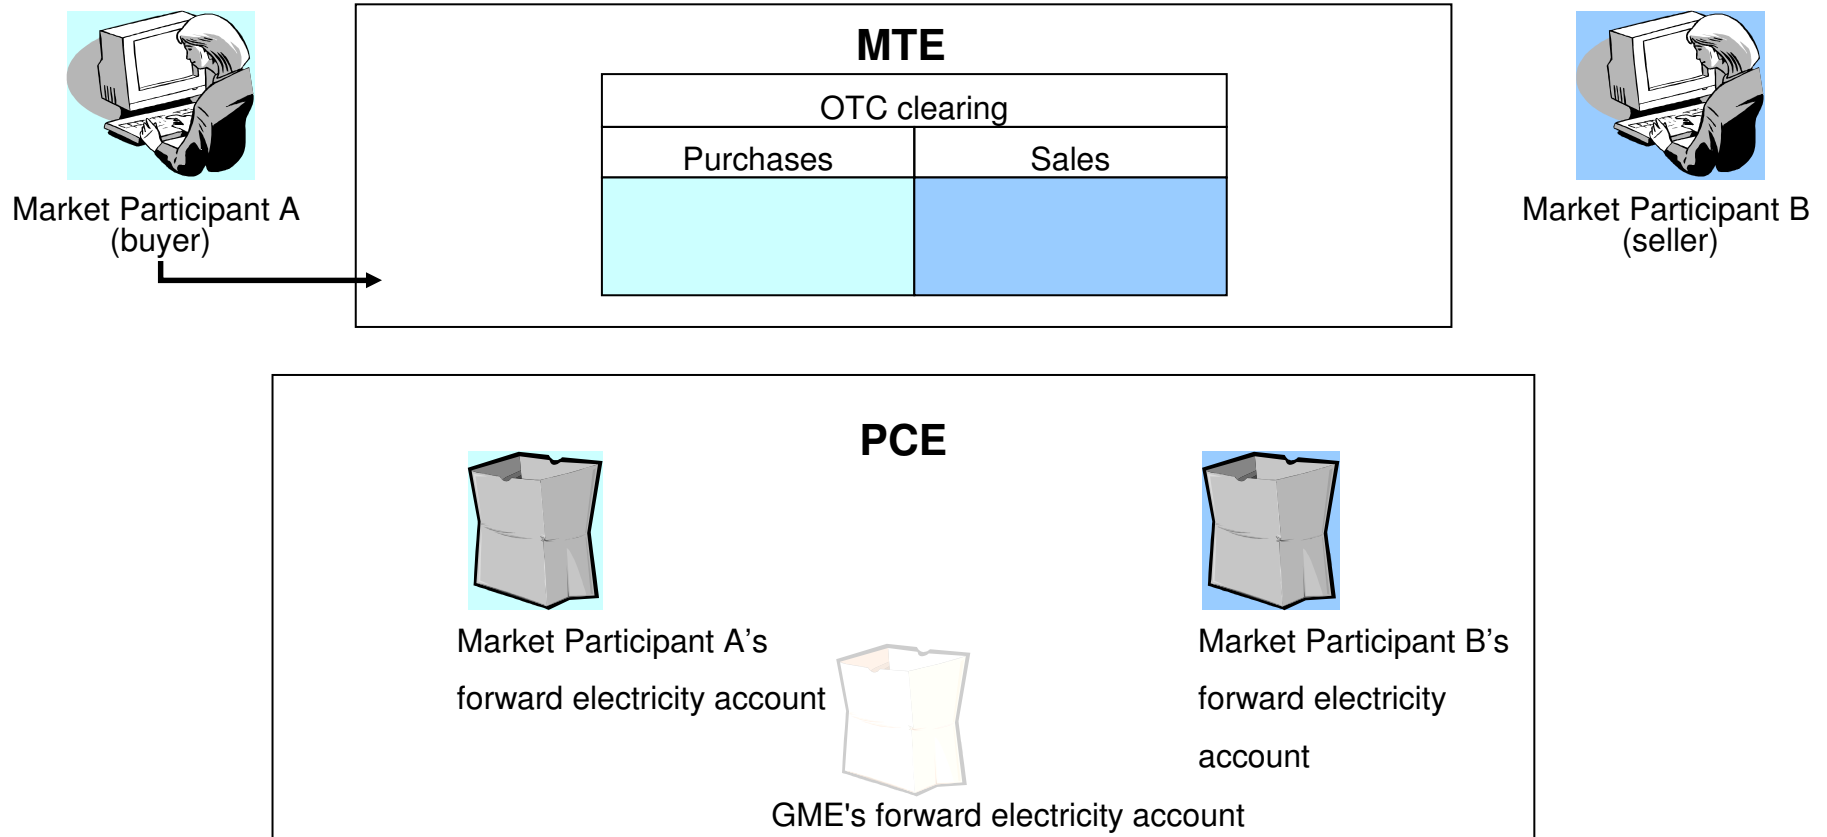 MTE
OTC clearing
Purchases
Sales
Market Participant A
(buyer)
Market Participant B
(seller)
PCE
Market Participant A’s
forward electricity account
Market Participant B’s
forward electricity
account
GME's forward electricity account